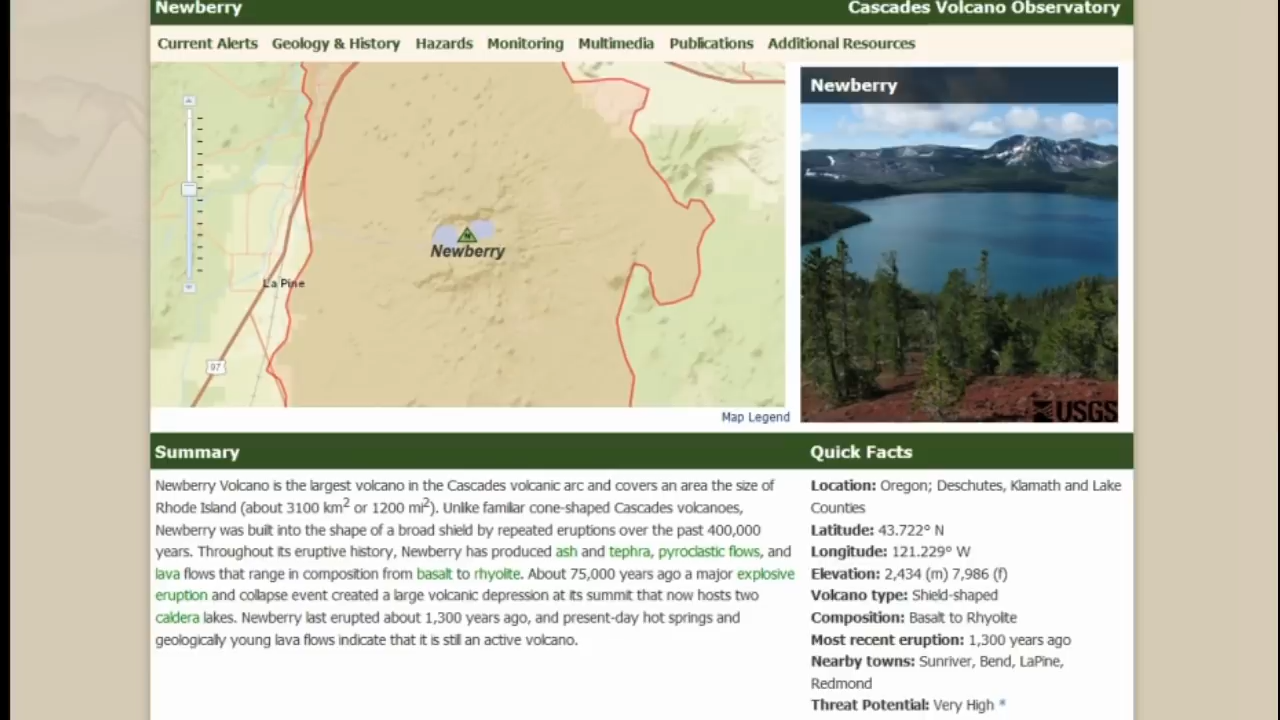 Newberry
Cascades Volcano Observatory
Current Alerts Geology & History Hazards Monitoring Multimedia Publications Additional Resources
Newberry
La Pine
97
Map Legend
Newberry
USGS
Summary
Newberry Volcano is the largest volcano in the Cascades volcanic arc and covers an area the size of
Rhode Island (about 3100 km² or 1200 mi²). Unlike familiar cone-shaped Cascades volcanoes,
Newberry was built into the shape of a broad shield by repeated eruptions over the past 400,000
years. Throughout its eruptive history, Newberry has produced ash and tephra, pyroclastic flows, and
lava flows that range in composition from basalt to rhyolite. About 75,000 years ago a major explosive
eruption and collapse event created a large volcanic depression at its summit that now hosts two
caldera lakes. Newberry last erupted about 1,300 years ago, and present-day hot springs and
geologically young lava flows indicate that it is still an active volcano.
Quick Facts
Location: Oregon; Deschutes, Klamath and Lake
Counties
Latitude: 43.722° N
Longitude: 121.229° W
Elevation: 2,434 (m) 7,986 (f)
Volcano type: Shield-shaped
Composition: Basalt to Rhyolite
Most recent eruption: 1,300 years ago
Nearby towns: Sunriver, Bend, LaPine,
Redmond
Threat Potential: Very High *